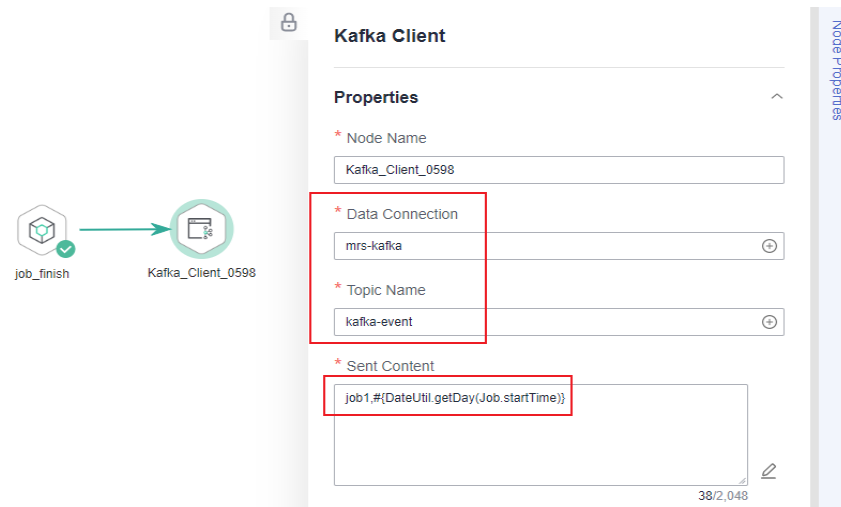 Kafka Client
Node Properties
Properties
* Node Name
Kafka_Client_0598
* Data Connection
mrs-kafka
* Topic Name
kafka-event
* Sent Content
job1,#{DateUtil.getDay(Job.startTime)}
38/2,048
job_finish
Kafka_Client_0598